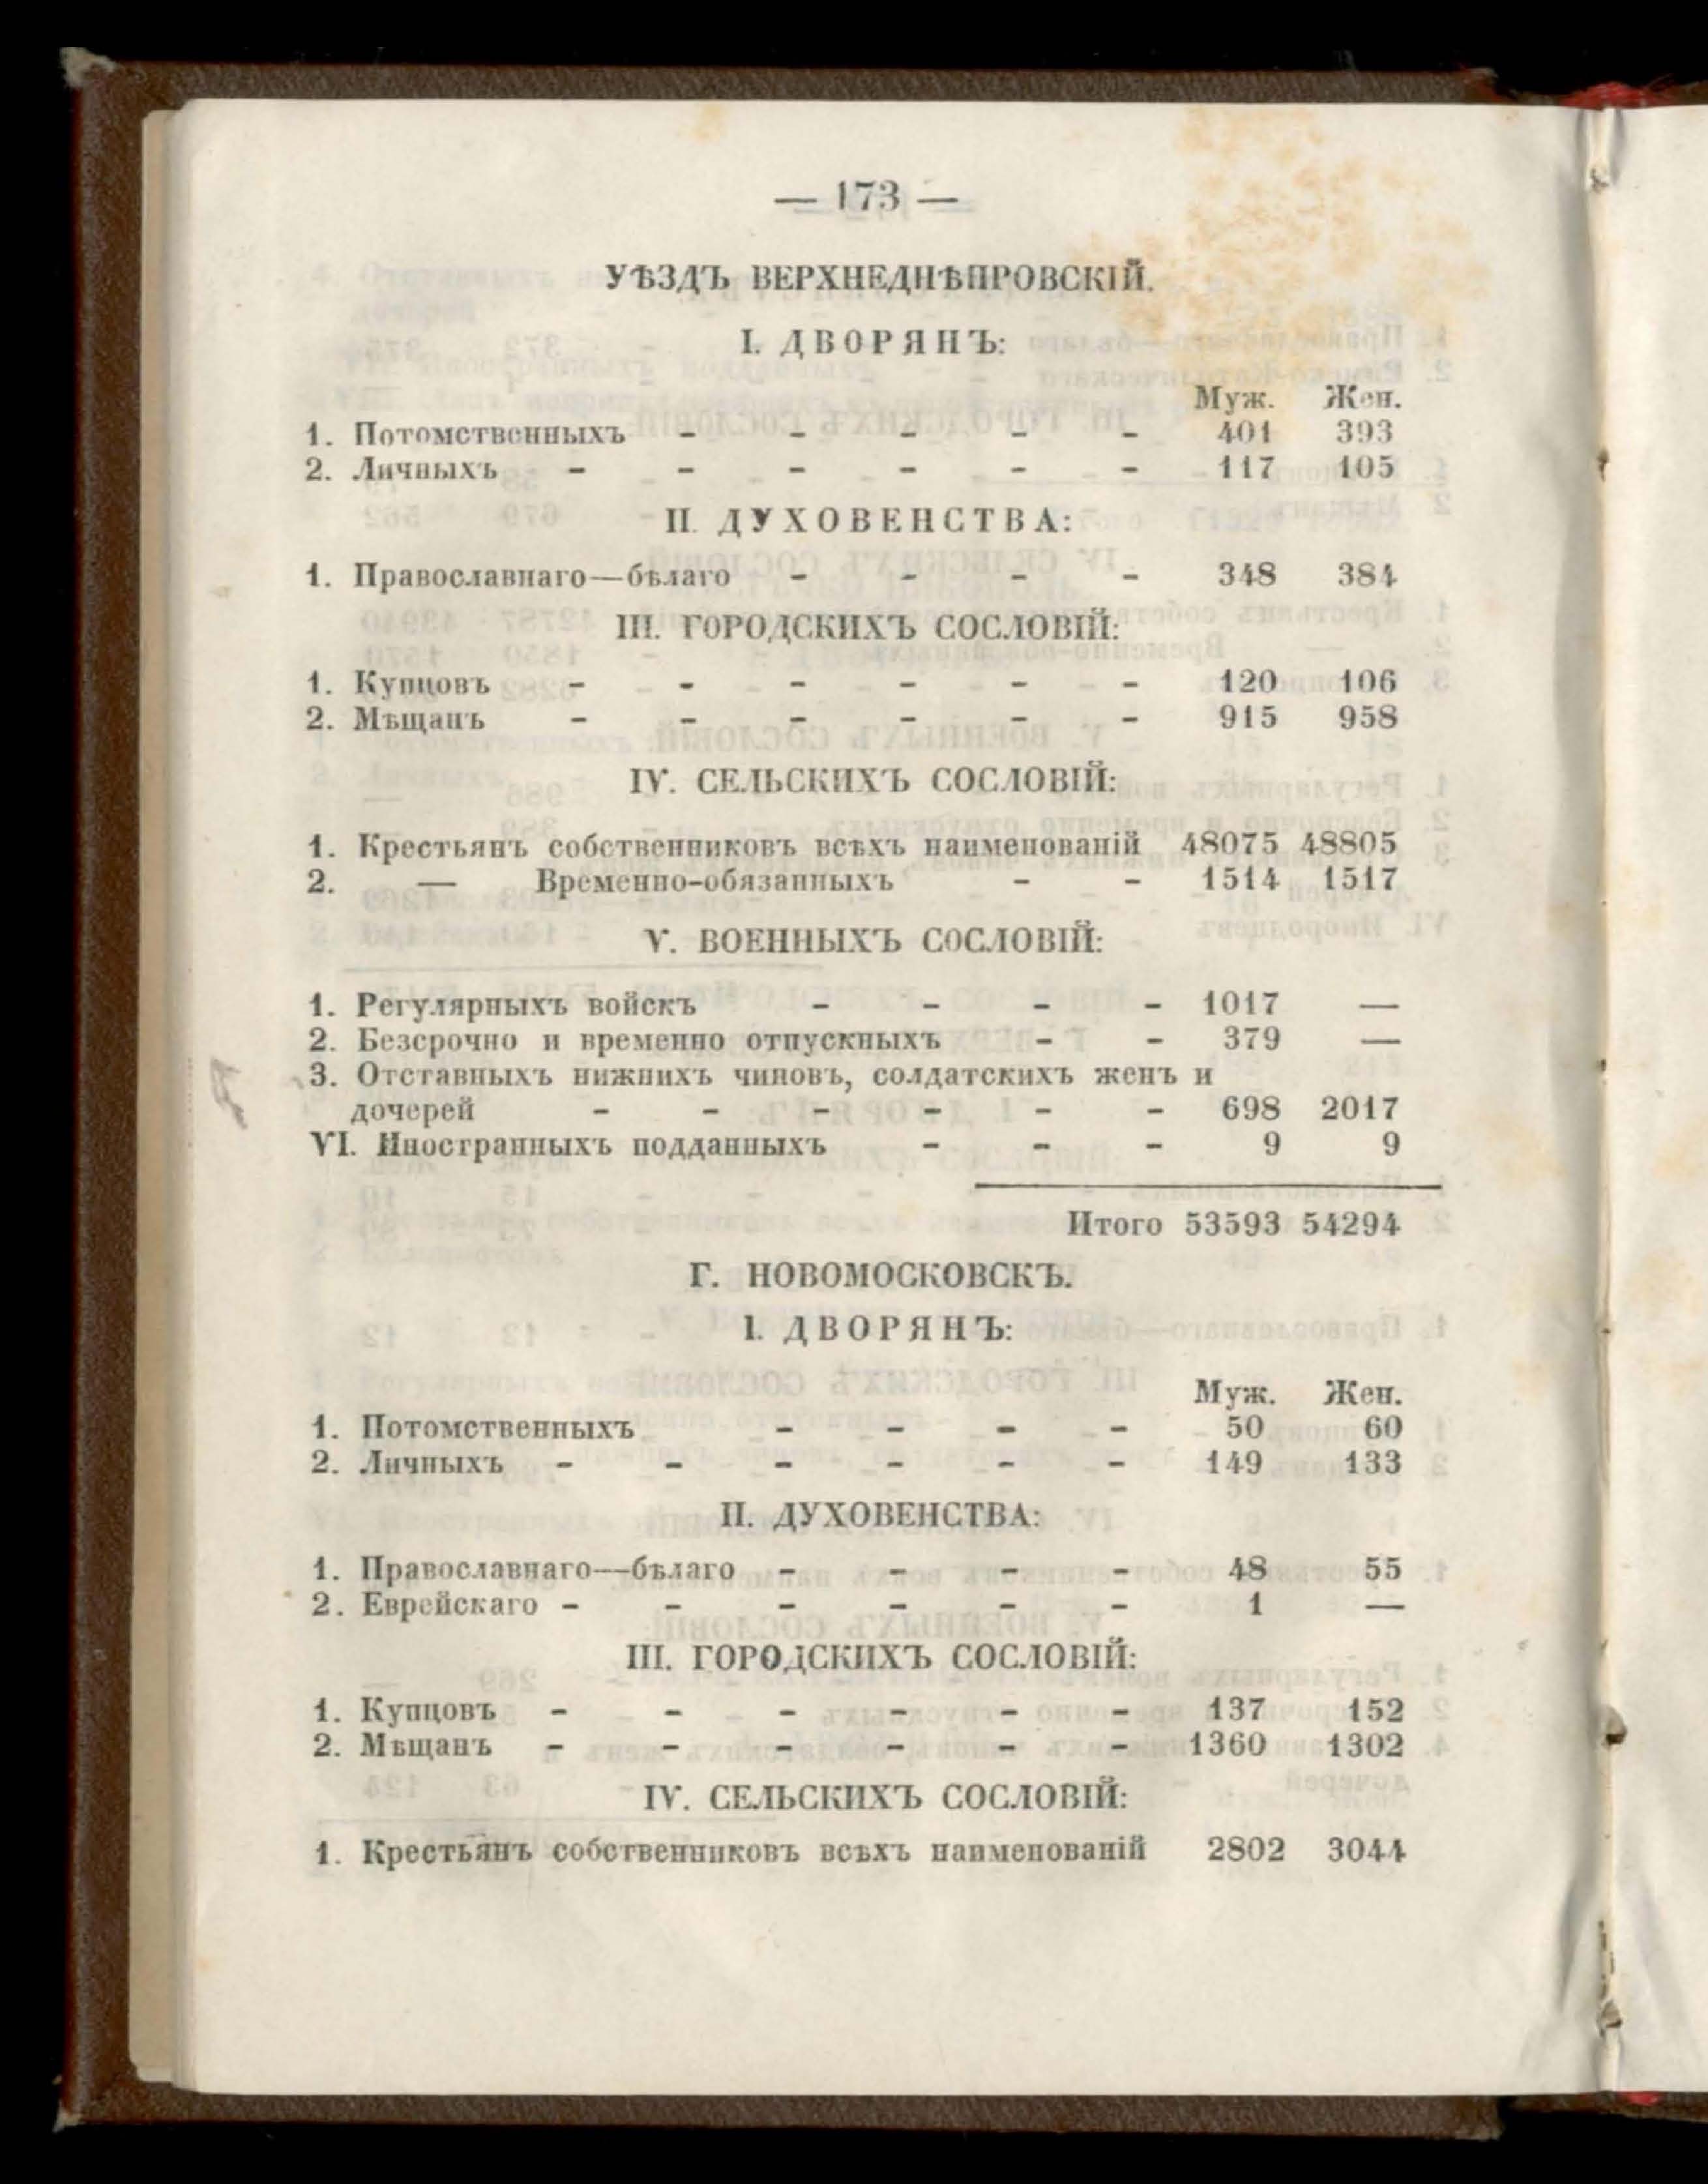 — 173 —
УѢЗДЪ ВЕРХНЕДНѢПРОВСКІЙ.
I. ДВОРЯНЪ:
Муж. Жен.
1. Потомственныхъ - - - - - 401 393
2. Личныхъ - - - - - - 117 105
II. ДУХОВЕНСТВА:
1. Православнаго—бѣлаго - - - - 348 384
III. ГОРОДСКИХЪ СОСЛОВІЙ:
1. Купцовъ - - - - - - 120 106
2. Мѣщанъ - - - - - - 915 958
IV. СЕЛЬСКИХЪ СОСЛОВІЙ:
1. Крестьянъ собственниковъ всѣхъ наименованій 48075 48805
2. — Временно-обязанныхъ - - 1514 1517
V. ВОЕННЫХЪ СОСЛОВІЙ:
1. Регулярныхъ войскъ - - - - 1017 —
2. Безсрочно и временно отпускныхъ - - 379 —
3. Отставныхъ нижнихъ чиновъ, солдатскихъ женъ и
дочерей - - - - - - 698 2017
VI. Иностранныхъ подданныхъ - - - 9 9
Итого 53593 54294
Г. НОВОМОСКОВСКЪ.
I. ДВОРЯНЪ:
Муж. Жен.
1. Потомственныхъ - - - - 50 60
2. Личныхъ - - - - - - 149 133
II. ДУХОВЕНСТВА:
1. Православнаго—бѣлаго - - - - 48 55
2. Еврейскаго - - - - - - 1 —
III. ГОРОДСКИХЪ СОСЛОВІЙ:
1. Купцовъ - - - - - - 137 152
2. Мѣщанъ - - - - - - 1360 1302
IV. СЕЛЬСКИХЪ СОСЛОВІЙ:
1. Крестьянъ собственниковъ всѣхъ наименованій 2802 3044